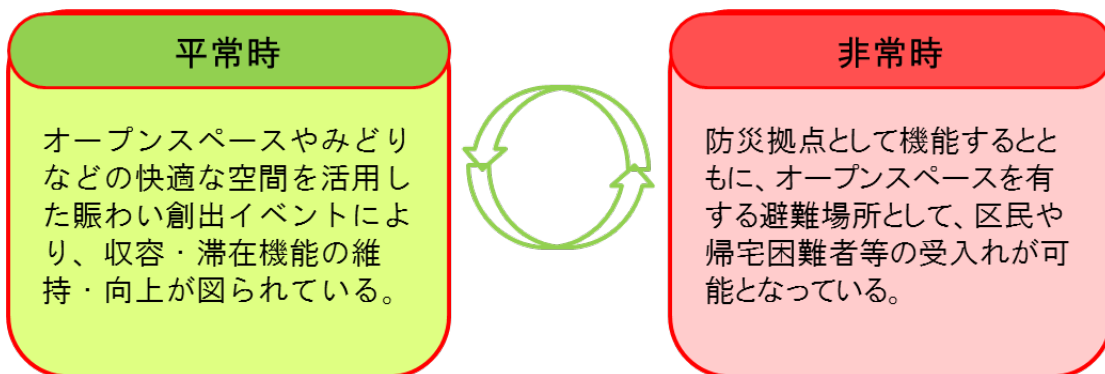 平常時
オープンスペースやみどり
などの快適な空間を活用し
た賑わい創出イベントによ
り、収容・滞在機能の維
持・向上が図られている。
非常時
防災拠点として機能するとと
もに、オープンスペースを有
する避難場所として、区民や
帰宅困難者等の受入れが可
能となっている。